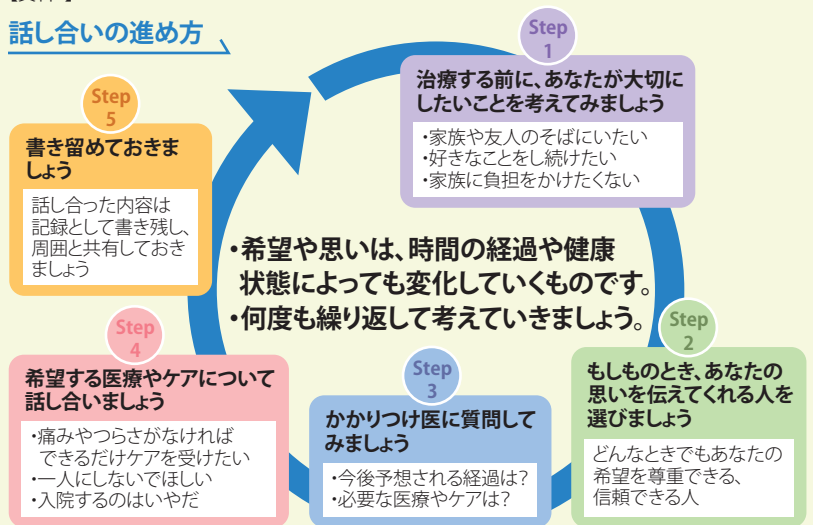 話し合いの進め方
Step
1
治療する前に、あなたが大切に
したいことを考えてみましょう
・家族や友人のそばにいたい
・好きなことをし続けたい
・家族に負担をかけたくない
Step
2
もしものとき、あなたの
思いを伝えてくれる人を
選びましょう
どんなときでもあなたの
希望を尊重できる、
信頼できる人
Step
3
かかりつけ医に質問して
みましょう
・今後予想される経過は?
・必要な医療やケアは?
Step
4
希望する医療やケアについて
話し合いましょう
・痛みやつらさがなければ
できるだけケアを受けたい
・一人にしないでほしい
・入院するのはいやだ
Step
5
書き留めておきま
しょう
話し合った内容は
記録として書き残し、
周囲と共有しておき
ましょう
・希望や思いは、時間の経過や健康
状態によっても変化していくものです。
・何度も繰り返して考えていきましょう。